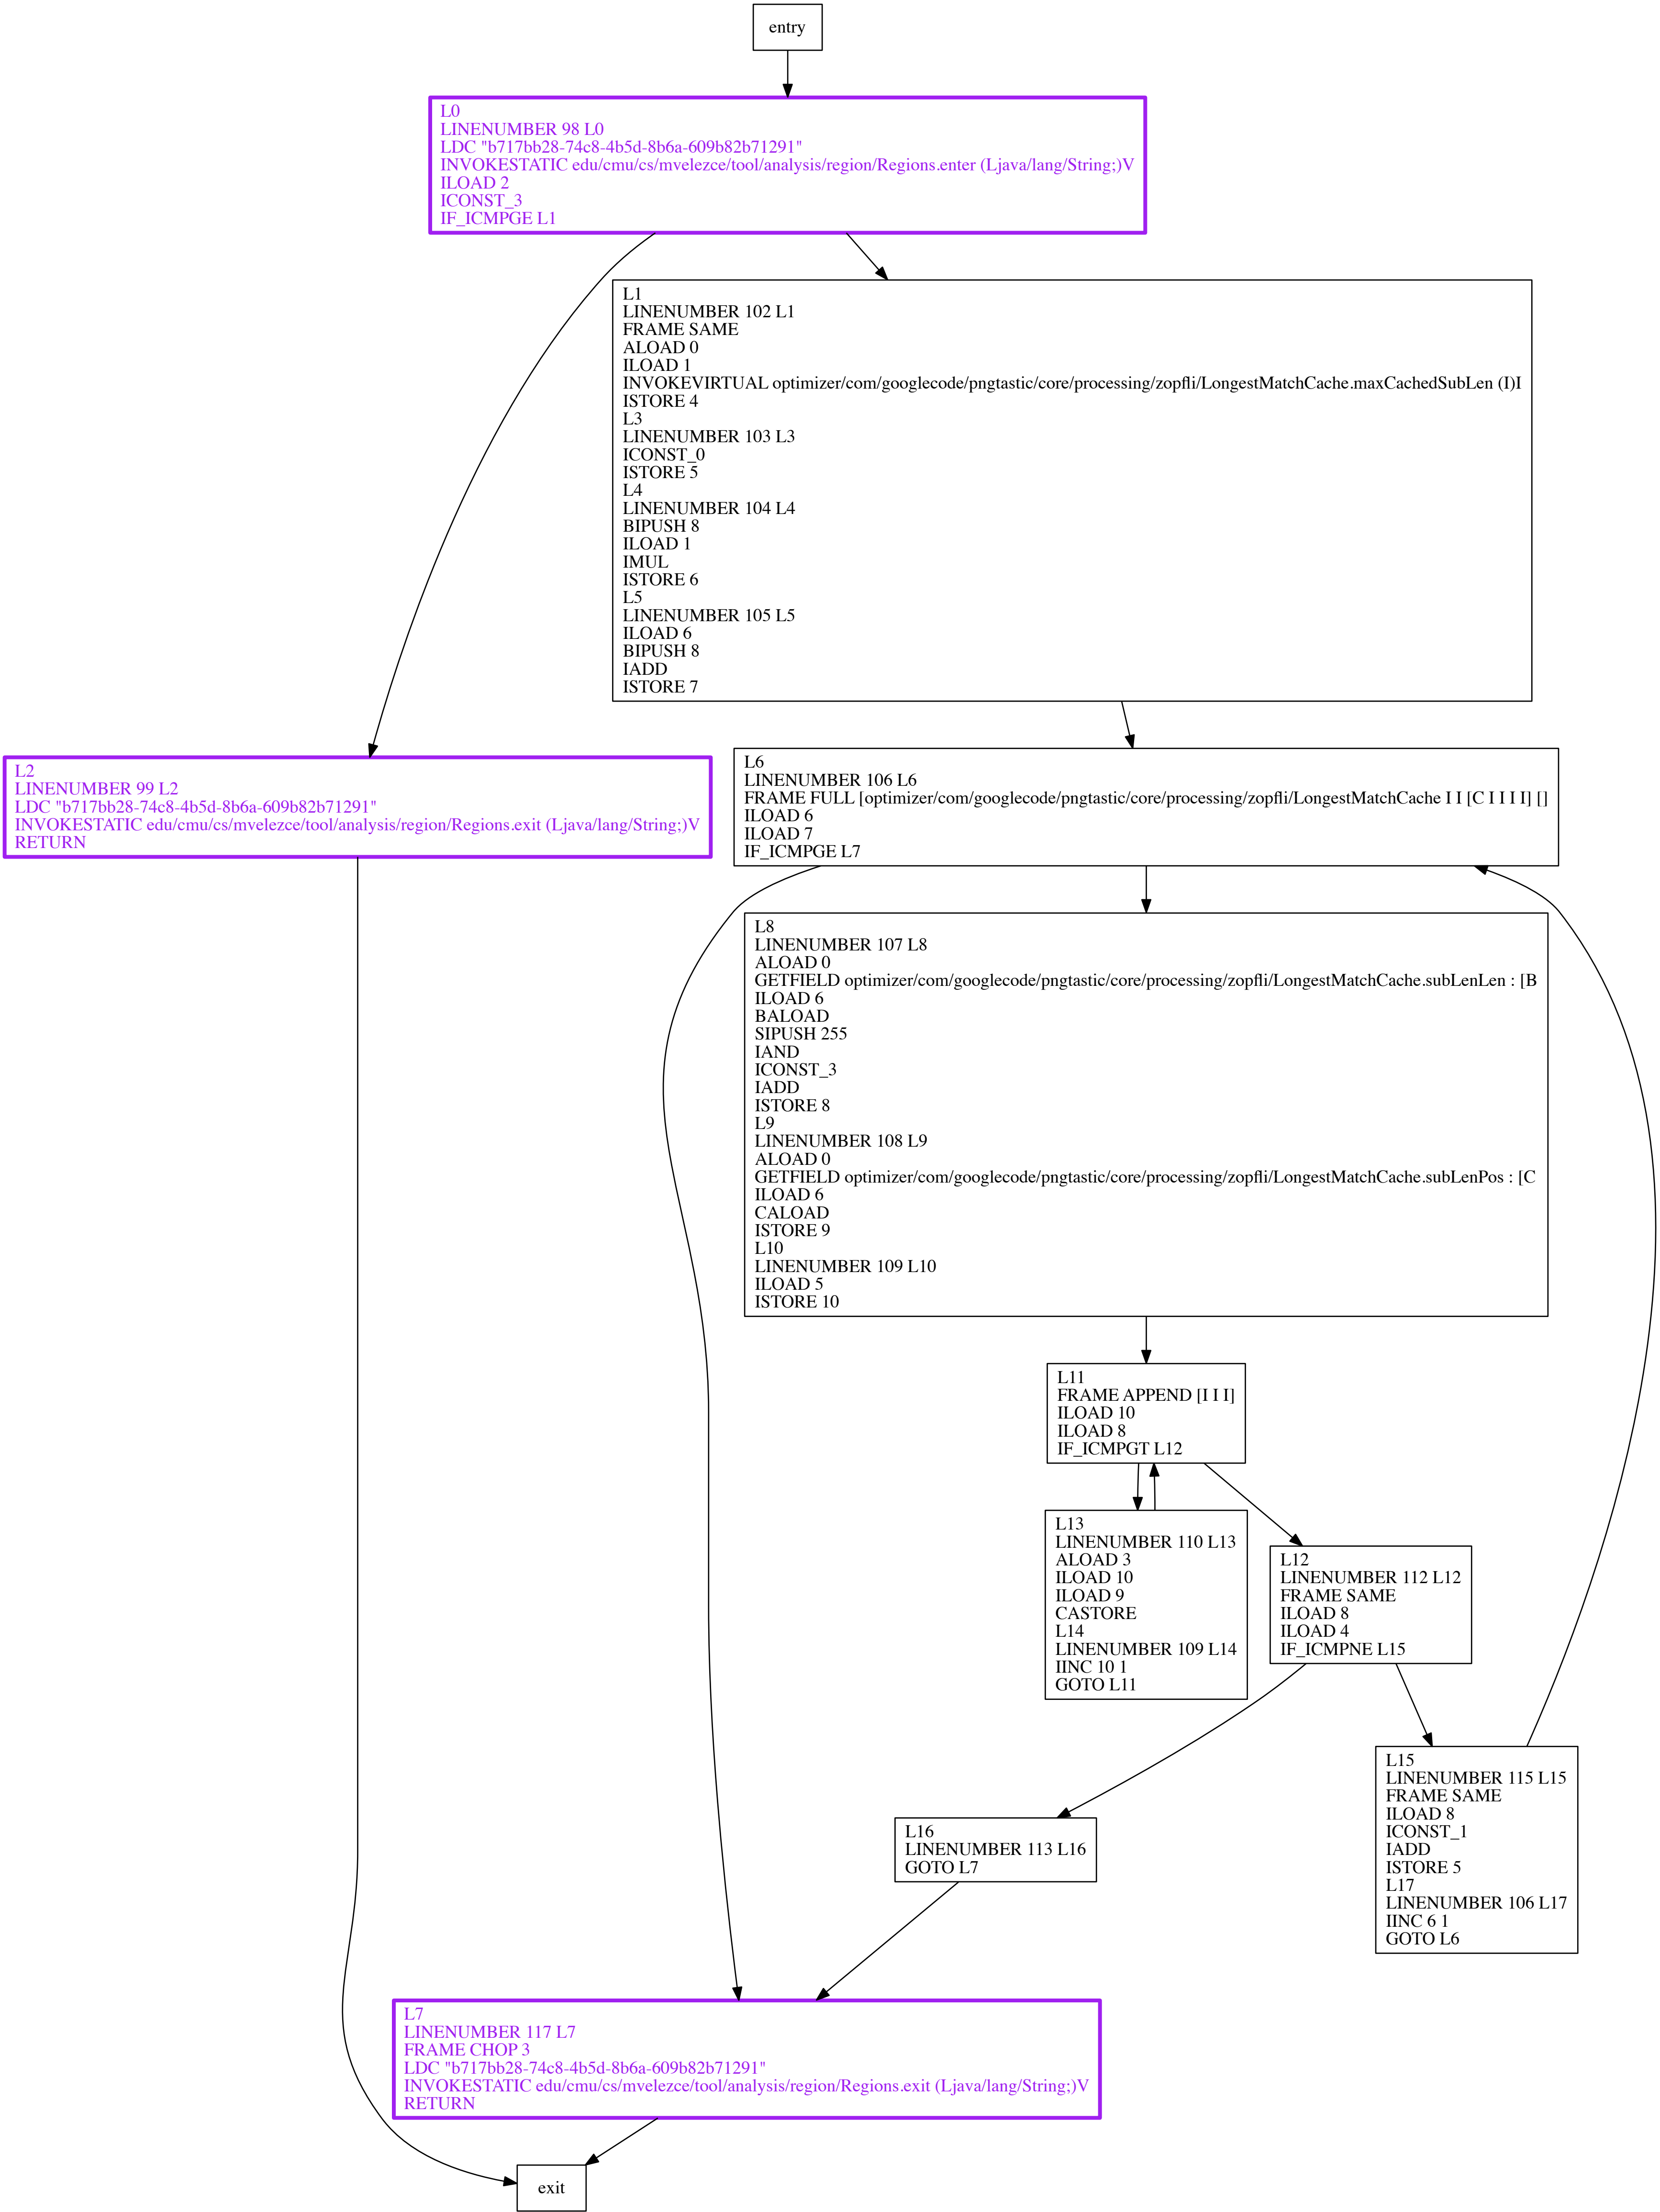 entry
L0
LINENUMBER 98 L0
LDC "b717bb28-74c8-4b5d-8b6a-609b82b71291"
INVOKESTATIC edu/cmu/cs/mvelezce/tool/analysis/region/Regions.enter (Ljava/lang/String;)V
ILOAD 2
ICONST_3
IF_ICMPGE L1
L1
LINENUMBER 102 L1
FRAME SAME
ALOAD 0
ILOAD 1
INVOKEVIRTUAL optimizer/com/googlecode/pngtastic/core/processing/zopfli/LongestMatchCache.maxCachedSubLen (I)I
ISTORE 4
L3
LINENUMBER 103 L3
ICONST_0
ISTORE 5
L4
LINENUMBER 104 L4
BIPUSH 8
ILOAD 1
IMUL
ISTORE 6
L5
LINENUMBER 105 L5
ILOAD 6
BIPUSH 8
IADD
ISTORE 7
L2
LINENUMBER 99 L2
LDC "b717bb28-74c8-4b5d-8b6a-609b82b71291"
INVOKESTATIC edu/cmu/cs/mvelezce/tool/analysis/region/Regions.exit (Ljava/lang/String;)V
RETURN
L6
LINENUMBER 106 L6
FRAME FULL [optimizer/com/googlecode/pngtastic/core/processing/zopfli/LongestMatchCache I I [C I I I I] []
ILOAD 6
ILOAD 7
IF_ICMPGE L7
L8
LINENUMBER 107 L8
ALOAD 0
GETFIELD optimizer/com/googlecode/pngtastic/core/processing/zopfli/LongestMatchCache.subLenLen : [B
ILOAD 6
BALOAD
SIPUSH 255
IAND
ICONST_3
IADD
ISTORE 8
L9
LINENUMBER 108 L9
ALOAD 0
GETFIELD optimizer/com/googlecode/pngtastic/core/processing/zopfli/LongestMatchCache.subLenPos : [C
ILOAD 6
CALOAD
ISTORE 9
L10
LINENUMBER 109 L10
ILOAD 5
ISTORE 10
L11
FRAME APPEND [I I I]
ILOAD 10
ILOAD 8
IF_ICMPGT L12
L13
LINENUMBER 110 L13
ALOAD 3
ILOAD 10
ILOAD 9
CASTORE
L14
LINENUMBER 109 L14
IINC 10 1
GOTO L11
L12
LINENUMBER 112 L12
FRAME SAME
ILOAD 8
ILOAD 4
IF_ICMPNE L15
L15
LINENUMBER 115 L15
FRAME SAME
ILOAD 8
ICONST_1
IADD
ISTORE 5
L17
LINENUMBER 106 L17
IINC 6 1
GOTO L6
L16
LINENUMBER 113 L16
GOTO L7
L7
LINENUMBER 117 L7
FRAME CHOP 3
LDC "b717bb28-74c8-4b5d-8b6a-609b82b71291"
INVOKESTATIC edu/cmu/cs/mvelezce/tool/analysis/region/Regions.exit (Ljava/lang/String;)V
RETURN
exit